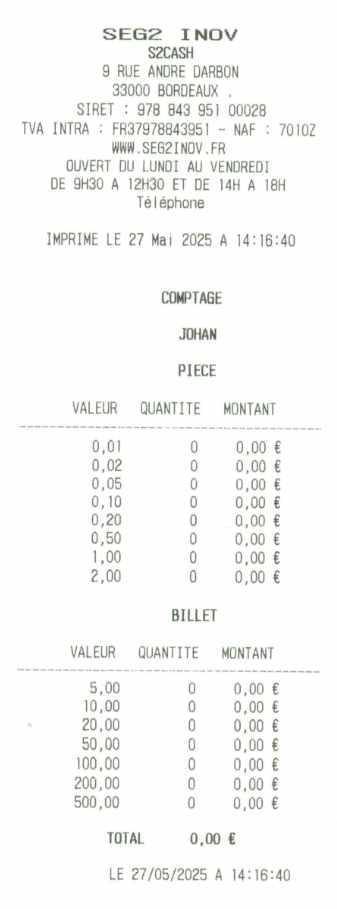 SEG2 INOV
S2CASH
9 RUE ANDRE DARBON
33000 BORDEAUX .
SIRET : 978 843 951 00028
TVA INTRA : FR37978843951 - NAF : 7010Z
WWW.SEG2INOV.FR
OUVERT DU LUNDI AU VENDREDI
DE 9H30 A 12H30 ET DE 14H A 18H
Téléphone
IMPRIME LE 27 Mai 2025 A 14:16:40
COMPTAGE
JOHAN
PIECE
VALEUR QUANTITE MONTANT
0,01 0 0,00 €
0,02 0 0,00 €
0,05 0 0,00 €
0,10 0 0,00 €
0,20 0 0,00 €
0,50 0 0,00 €
1,00 0 0,00 €
2,00 0 0,00 €
BILLET
VALEUR QUANTITE MONTANT
5,00 0 0,00 €
10,00 0 0,00 €
20,00 0 0,00 €
50,00 0 0,00 €
100,00 0 0,00 €
200,00 0 0,00 €
500,00 0 0,00 €
TOTAL 0,00 €
LE 27/05/2025 A 14:16:40